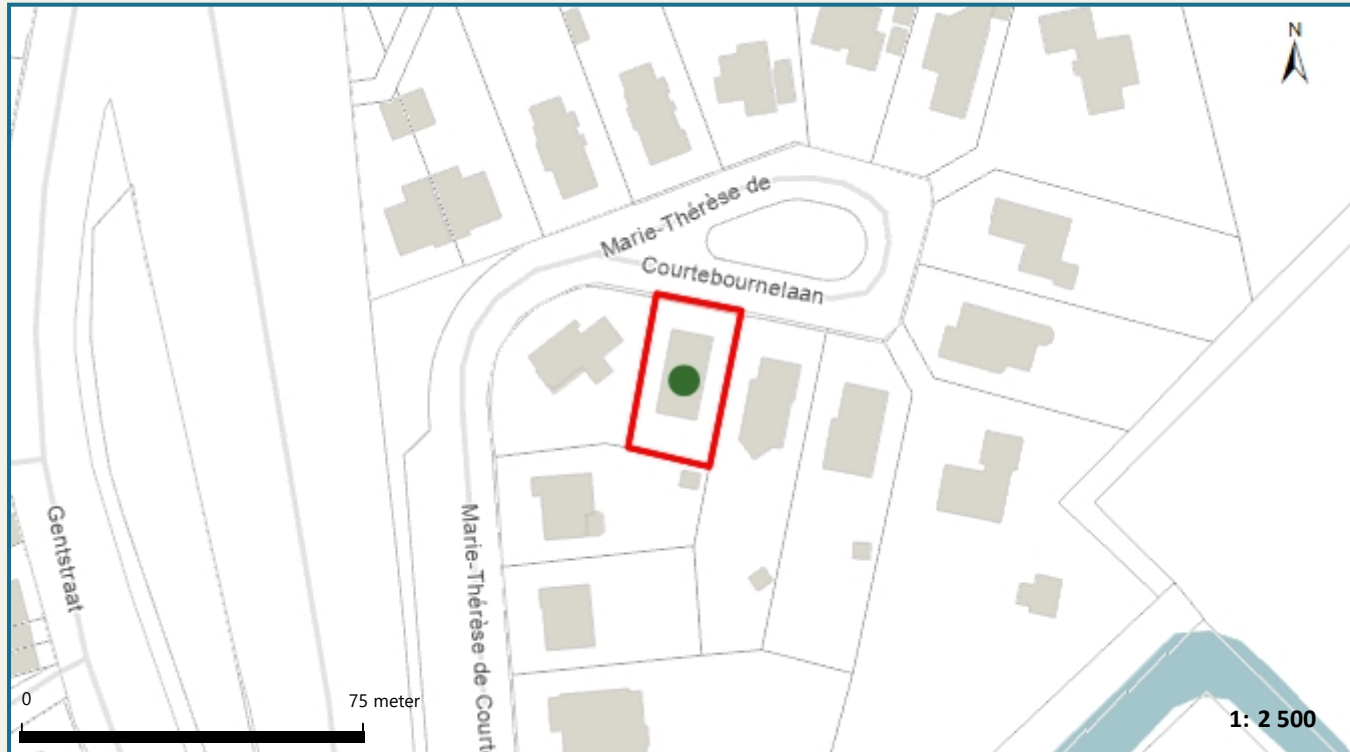 N
Marie-Thérèse de
Courtebournelaan
Gentstraat
Marie-Thérèse de Court
0
75 meter
1: 2 500